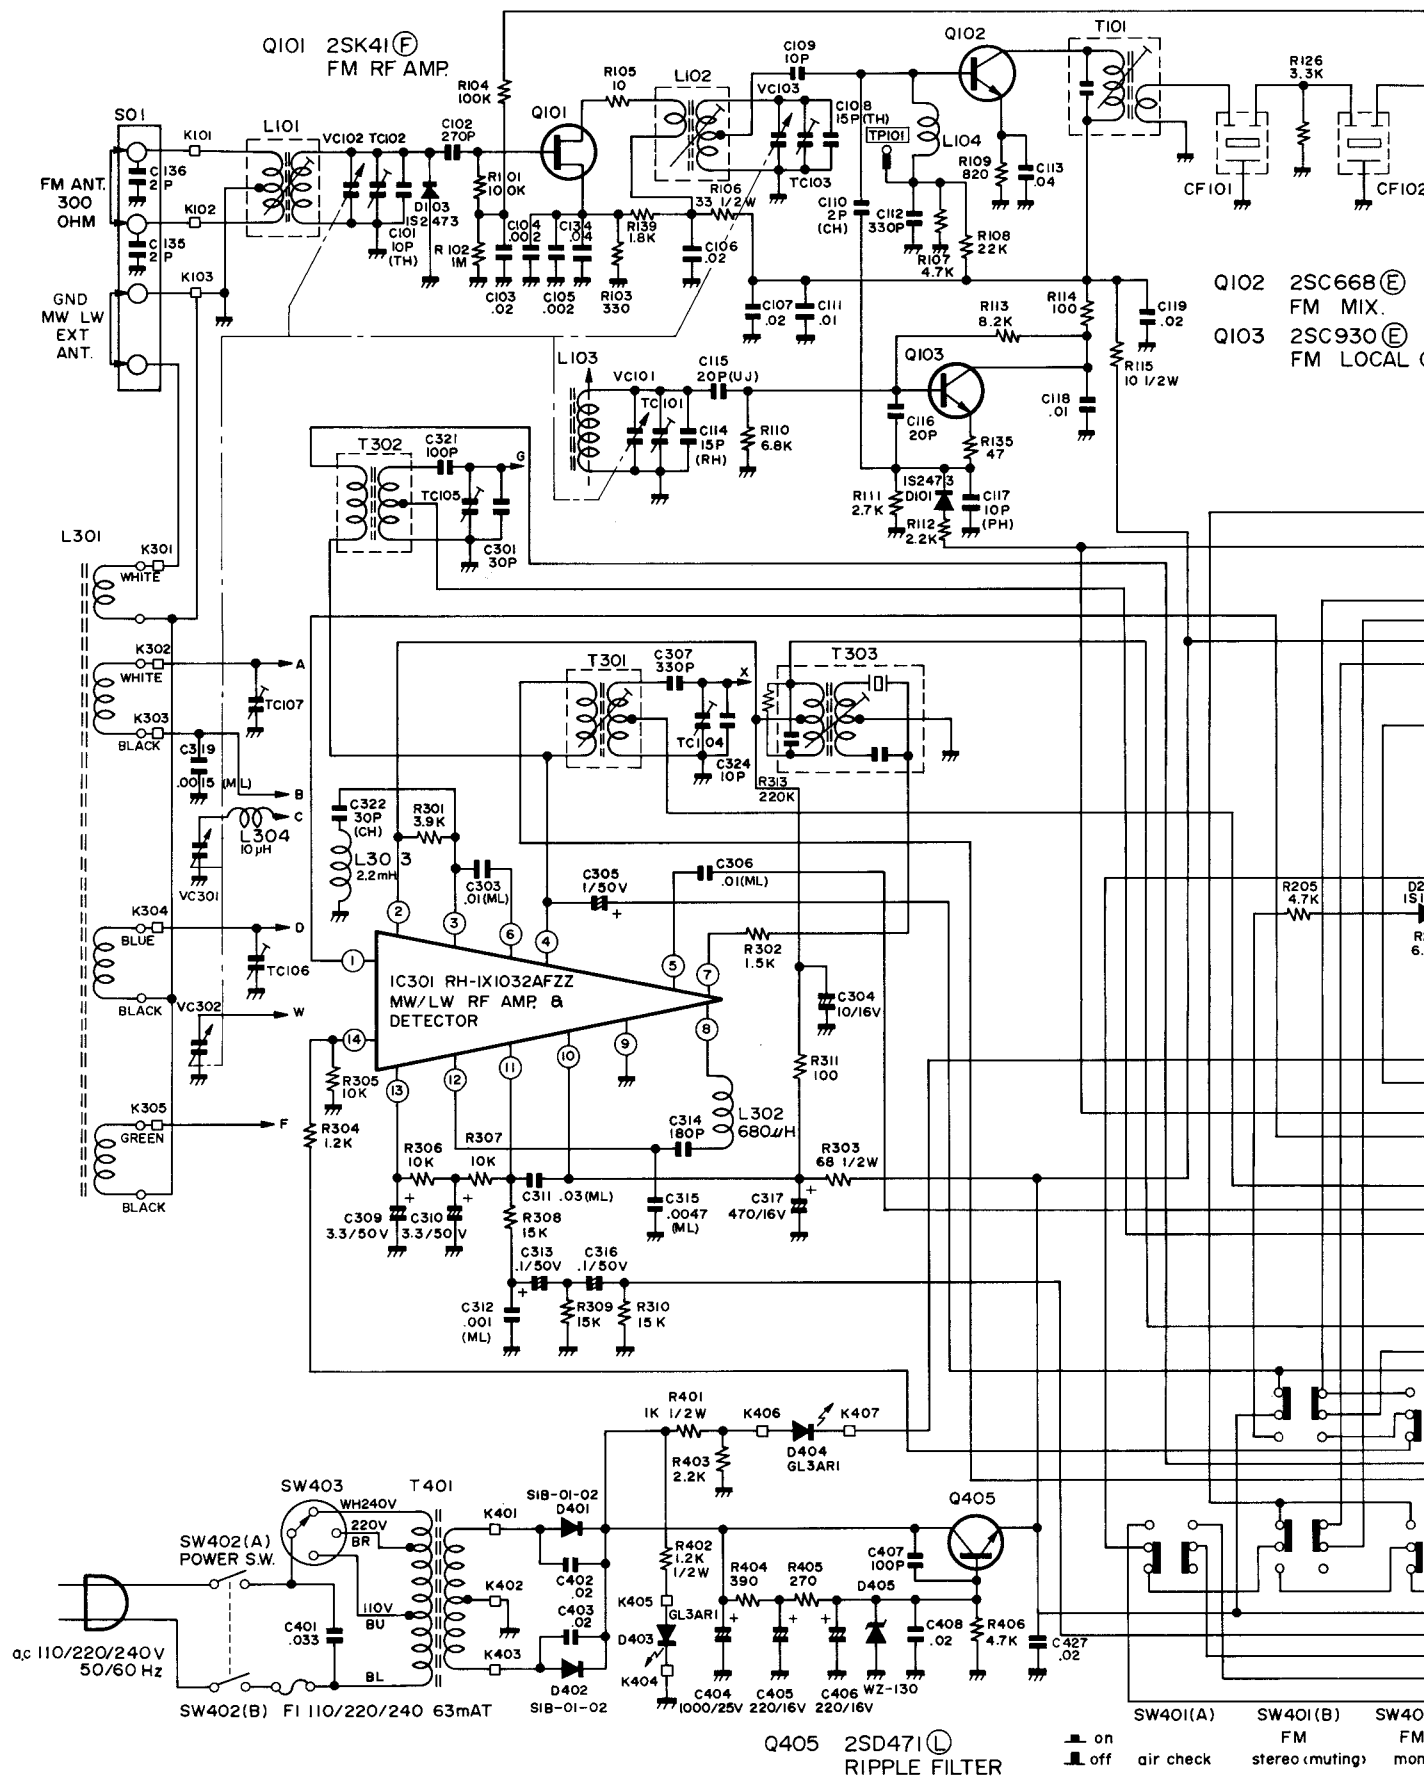 Q101 2SK41 (F)
FM RF AMP.
R104
100K
R105
10
L102
C109
10P
Q102
T101
R126
3.3K
VC103
C108
15P(TH)
TP101
L104
Q101
S01
K101
L101
VC102 TC102
C102
270P
R101
100K
C136
2P
FM ANT.
300
OHM
K102
D103
IS2473
C101
10P
(TH)
TC103
R106
33 1/2W
R109
820
C113
.04
CF101
CF102
C110
2P
(CH)
C112
330P
C135
2P
R102
1M
C104
.002
C134
.04
R139
1.8K
C106
.02
R107
4.7K
R108
22K
K103
GND
MW LW
EXT
ANT.
C103
.02
C105
.002
R103
330
C107
.02
C111
.01
R113
8.2K
R114
100
C119
.02
Q102 2SC668 (E)
FM MIX.
Q103 2SC930 (E)
FM LOCAL
L103
VC101
TC101
C115
20P(UJ)
Q103
R115
10 1/2W
C114
15P
(RH)
R110
6.8K
C116
20P
C118
.01
R135
47
T302
C321
100P
G
TC105
C301
30P
R111
2.7K
IS2473
D101
R112
2.2K
C117
10P
(PH)
L301
K301
WHITE
K302
WHITE
A
TC107
K303
BLACK
C319
.0015 (ML)
B
C
L304
10µH
VC301
T301
C307
330P
X
T303
TC104
C324
10P
R313
220K
C322
30P
(CH)
R301
3.9K
L303
2.2mH
C303
.01(ML)
C305
1/50V
+
C306
.01(ML)
R205
4.7K
K304
BLUE
D
TC106
BLACK
VC302
W
2
3
6
4
5
7
R302
1.5K
1
IC301 RH-IX1032AFZZ
MW/LW RF AMP. &
DETECTOR
C304
10/16V
14
8
9
10
11
12
13
R305
10K
R311
100
K305
GREEN
F
R304
1.2K
C314
180P
L302
680µH
R306
10K
R307
10K
R303
68 1/2W
BLACK
+
+
C311 .03(ML)
+
C309
3.3/50V
C310
3.3/50V
R308
15K
C315
.0047
(ML)
C317
470/16V
C313
.1/50V
C316
.1/50V
+
C312
.001
(ML)
R309
15K
R310
15K
R401
1K 1/2W
K406
K407
D404
GL3AR1
R403
2.2K
SW403
T401
S1B-01-02
D401
K401
Q405
WH240V
220V
BR
SW402(A)
POWER S.W.
C402
.02
R402
1.2K
1/2W
C407
100P
R404
390
R405
270
D405
K402
C403
.02
K405
GL3AR1
110V
BU
+
+
+
C401
.033
K403
D403
C408
.02
R406
4.7K
C427
.02
a.c 110/220/240V
50/60 Hz
BL
D402
S1B-01-02
K404
C404
1000/25V
C405
220/16V
C406
220/16V
WZ-130
SW402(B) F1 110/220/240 63mAT
Q405 2SD471 (L)
RIPPLE FILTER
on
off
SW401(A)
air check
SW401(B)
FM
stereo (muting)